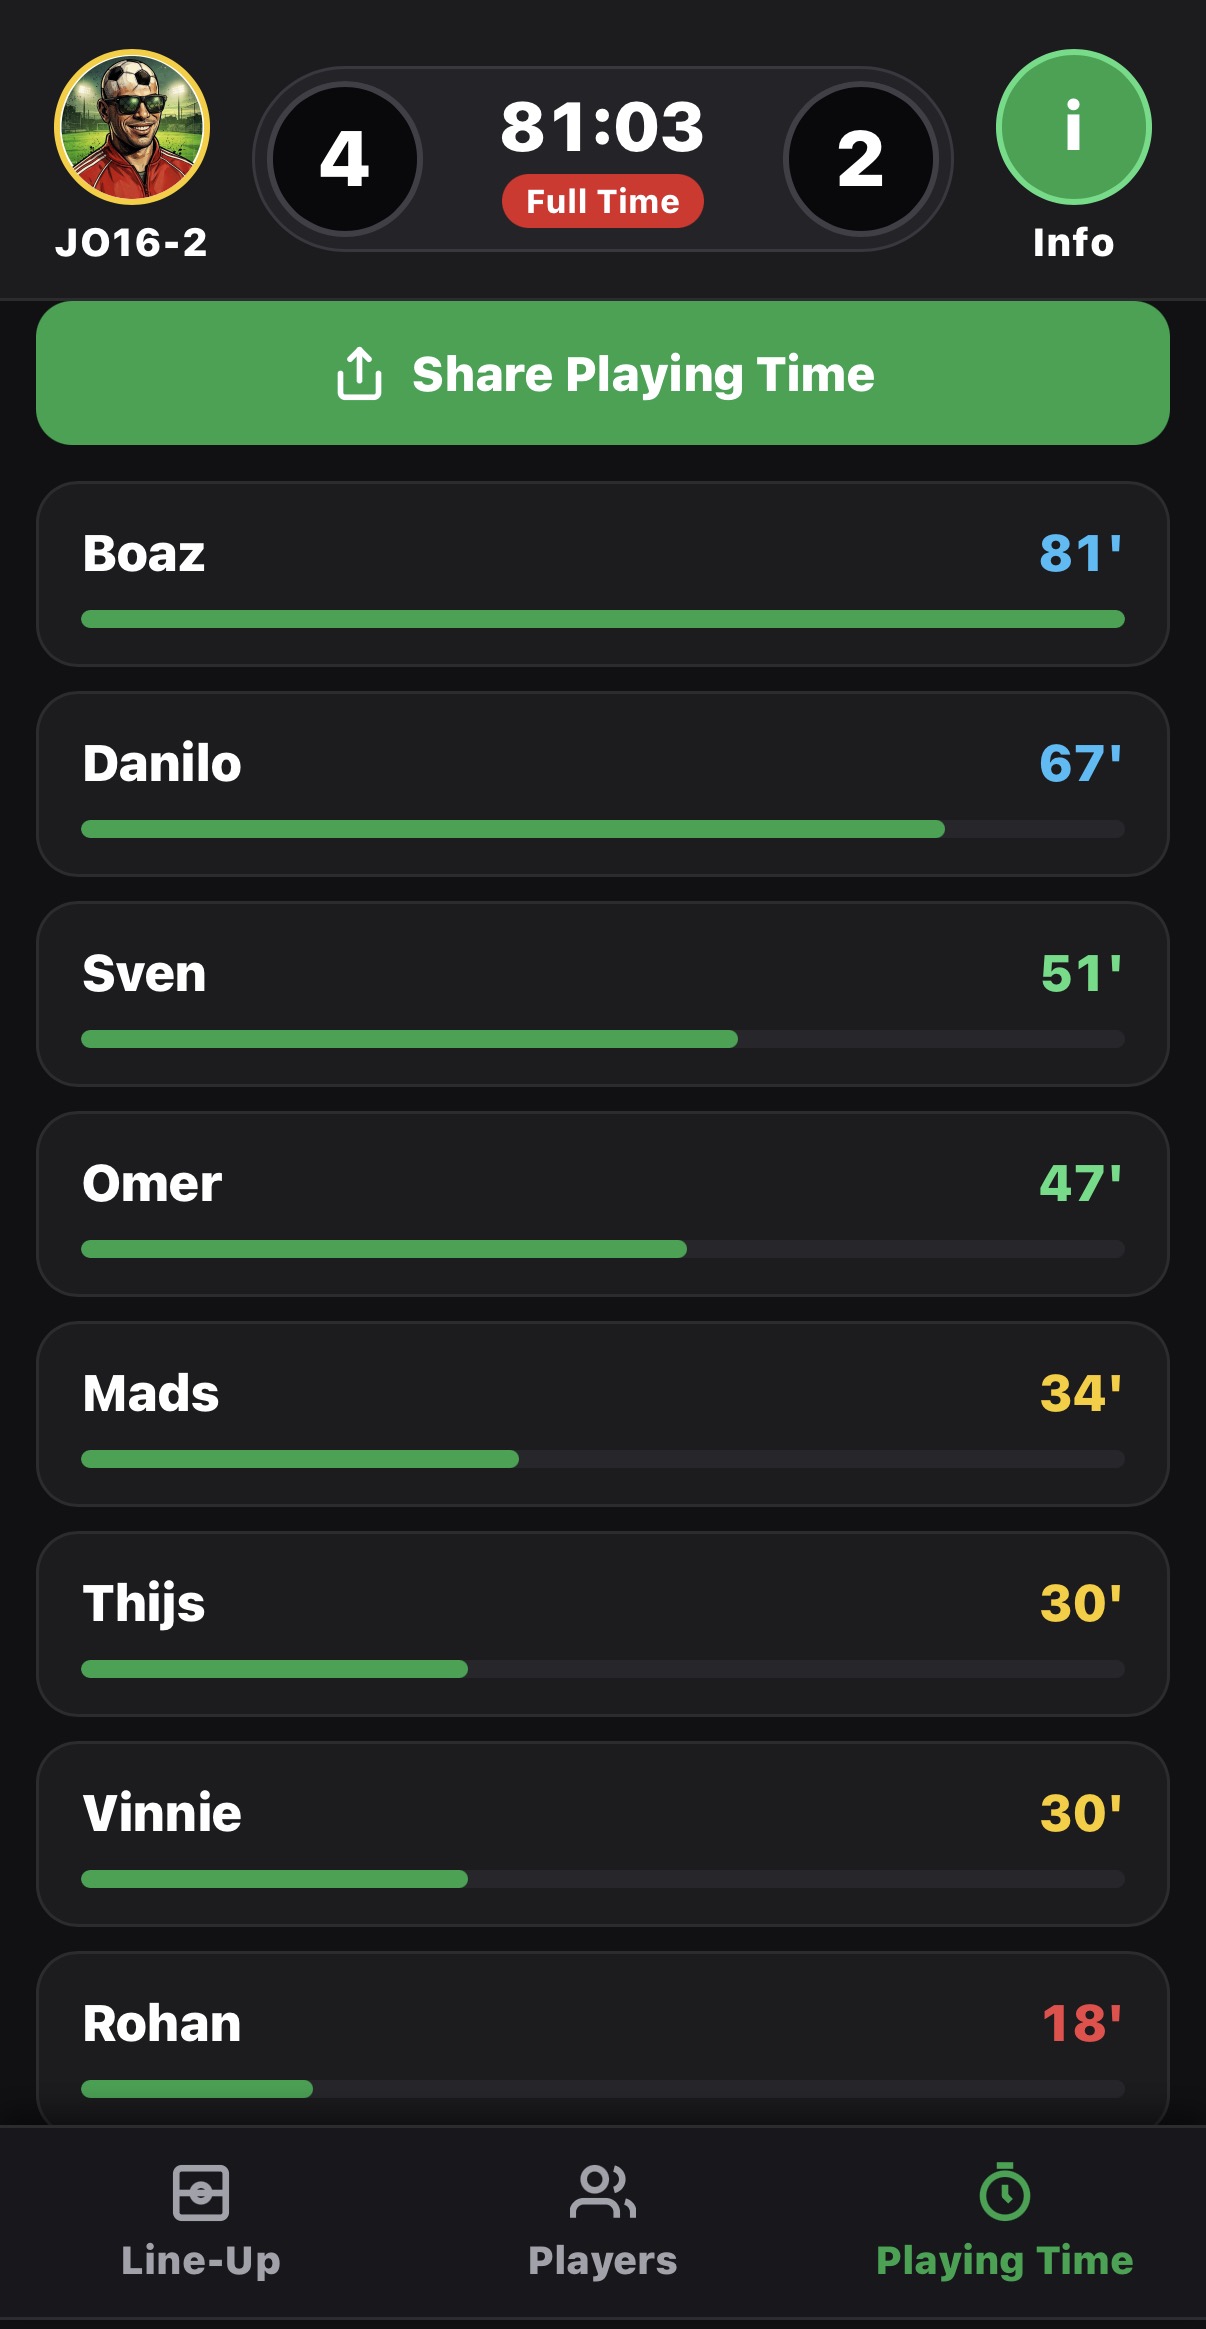 4
81:03
Full Time
2
i
JO16-2
Info
Share Playing Time
Boaz
81'
Danilo
67'
Sven
51'
Omer
47'
Mads
34'
Thijs
30'
Vinnie
30'
Rohan
18'
Line-Up
Players
Playing Time